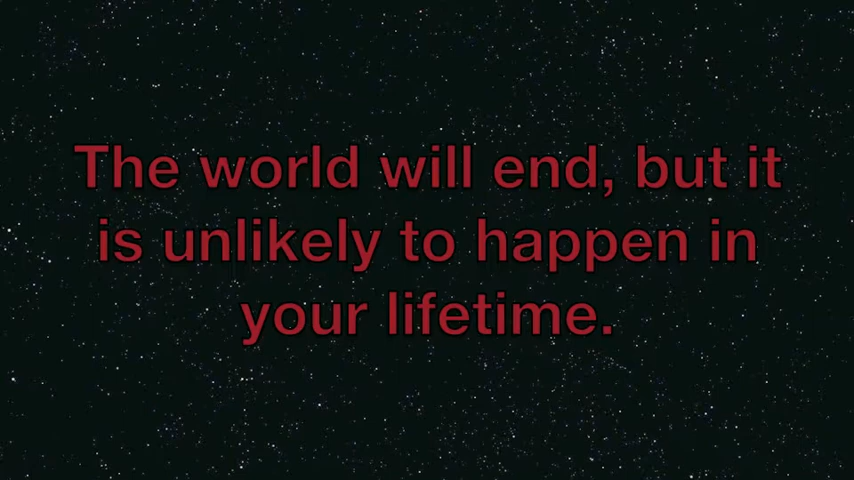 The world will end, but it
is unlikely to happen in
your lifetime.